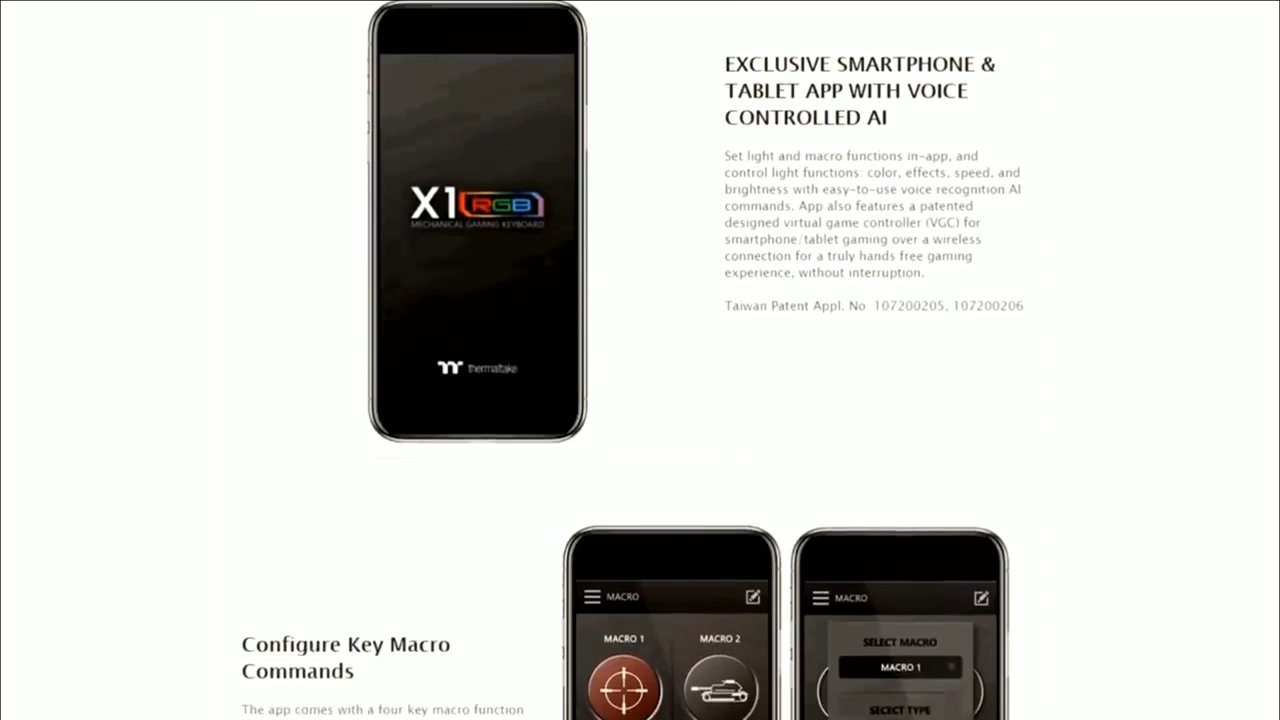 X1 RGB
MECHANICAL GAMING KEYBOARD
thermaltake
EXCLUSIVE SMARTPHONE &
TABLET APP WITH VOICE
CONTROLLED AI
Set light and macro functions in-app, and
control light functions: color, effects, speed, and
brightness with easy-to-use voice recognition AI
commands. App also features a patented
designed virtual game controller (VGC) for
smartphone/tablet gaming over a wireless
connection for a truly hands free gaming
experience, without interruption.
Taiwan Patent Appl. No 107200205, 107200206
Configure Key Macro
Commands
The app comes with a four key macro function
MACRO
MACRO 1
MACRO 2
MACRO
SELECT MACRO
MACRO 1
SECECT TYPE